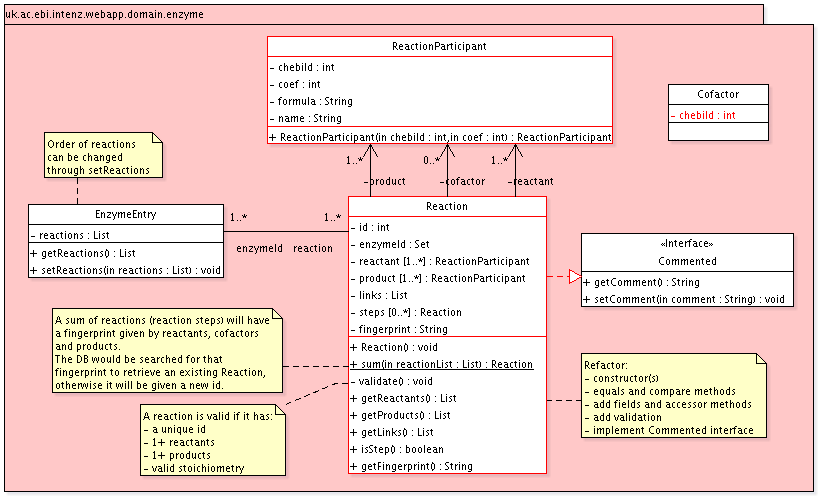 uk.ac.ebi.intenz.webapp.domain.enzyme
ReactionParticipant
- chebiId : int
- coef : int
- formula : String
- name : String
+ ReactionParticipant(in chebiId : int,in coef : int) : ReactionParticipant
Cofactor
- chebiId : int
Order of reactions
can be changed
through setReactions
1..*
0..*
1..*
-product
-cofactor
-reactant
EnzymeEntry
- reactions : List
+ getReactions() : List
+ setReactions(in reactions : List) : void
1..*
1..*
enzymeId
reaction
Reaction
- id : int
- enzymeId : Set
- reactant [1..*] : ReactionParticipant
- product [1..*] : ReactionParticipant
- links : List
- steps [0..*] : Reaction
- fingerprint : String
+ Reaction() : void
+ sum(in reactionList : List) : Reaction
- validate() : void
+ getReactants() : List
+ getProducts() : List
+ getLinks() : List
+ isStep() : boolean
+ getFingerprint() : String
«Interface»
Commented
+ getComment() : String
+ setComment(in comment : String) : void
A sum of reactions (reaction steps) will have
a fingerprint given by reactants, cofactors
and products.
The DB would be searched for that
fingerprint to retrieve an existing Reaction,
otherwise it will be given a new id.
A reaction is valid if it has:
- a unique id
- 1+ reactants
- 1+ products
- valid stoichiometry
Refactor:
- constructor(s)
- equals and compare methods
- add fields and accessor methods
- add validation
- implement Commented interface